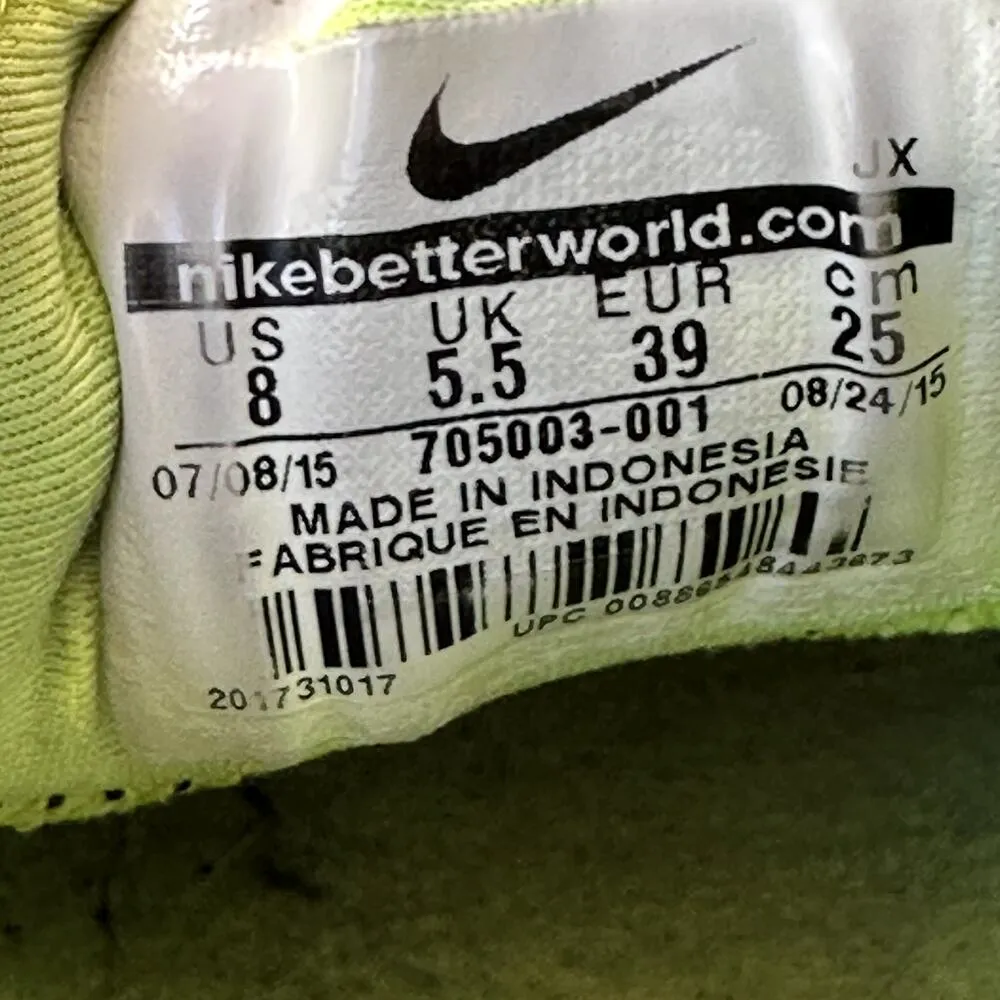 JX
nikebetterworld.com
US UK EUR cm
8 5.5 39 25
07/08/15 705003-001 08/24/15
MADE IN INDONESIA
FABRIQUE EN INDONESIE
UPC
201731017